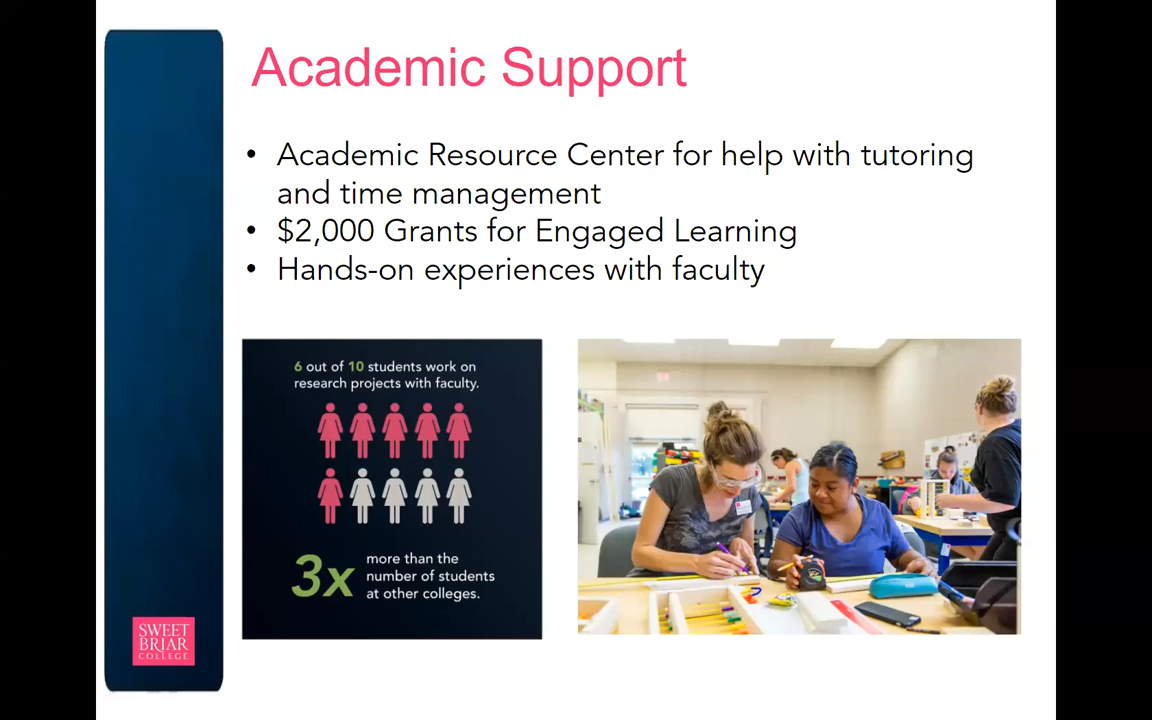 Academic Support
• Academic Resource Center for help with tutoring
and time management
• $2,000 Grants for Engaged Learning
• Hands-on experiences with faculty
6 out of 10 students work on
research projects with faculty.
3x
more than the
number of students
at other colleges.
SWEET
BRIAR
COLLEGE